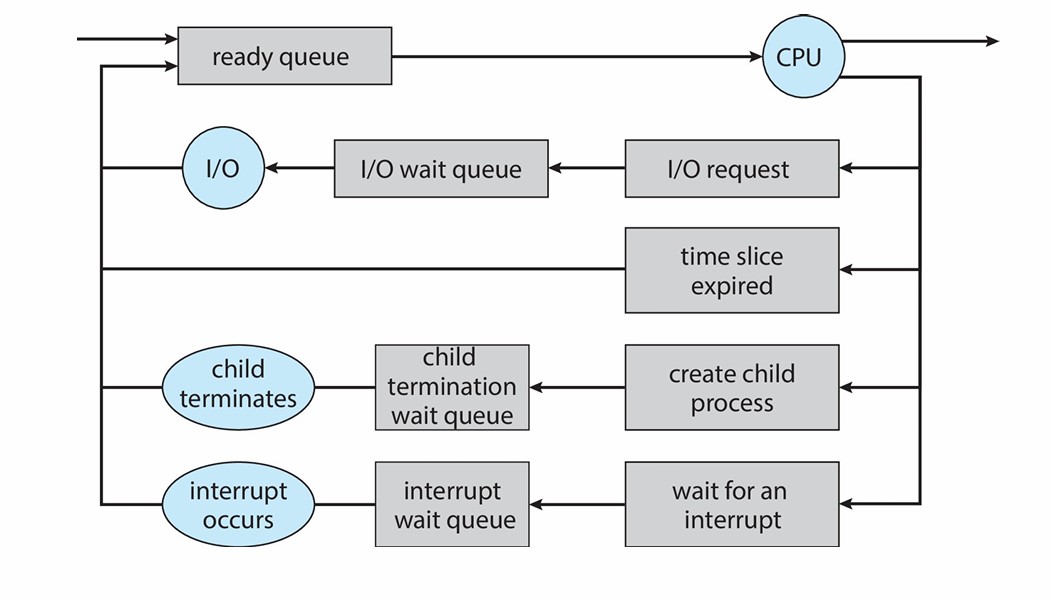 ready queue
CPU
I/O
I/O wait queue
I/O request
time slice
expired
child
terminates
child
termination
wait queue
create child
process
interrupt
occurs
interrupt
wait queue
wait for an
interrupt